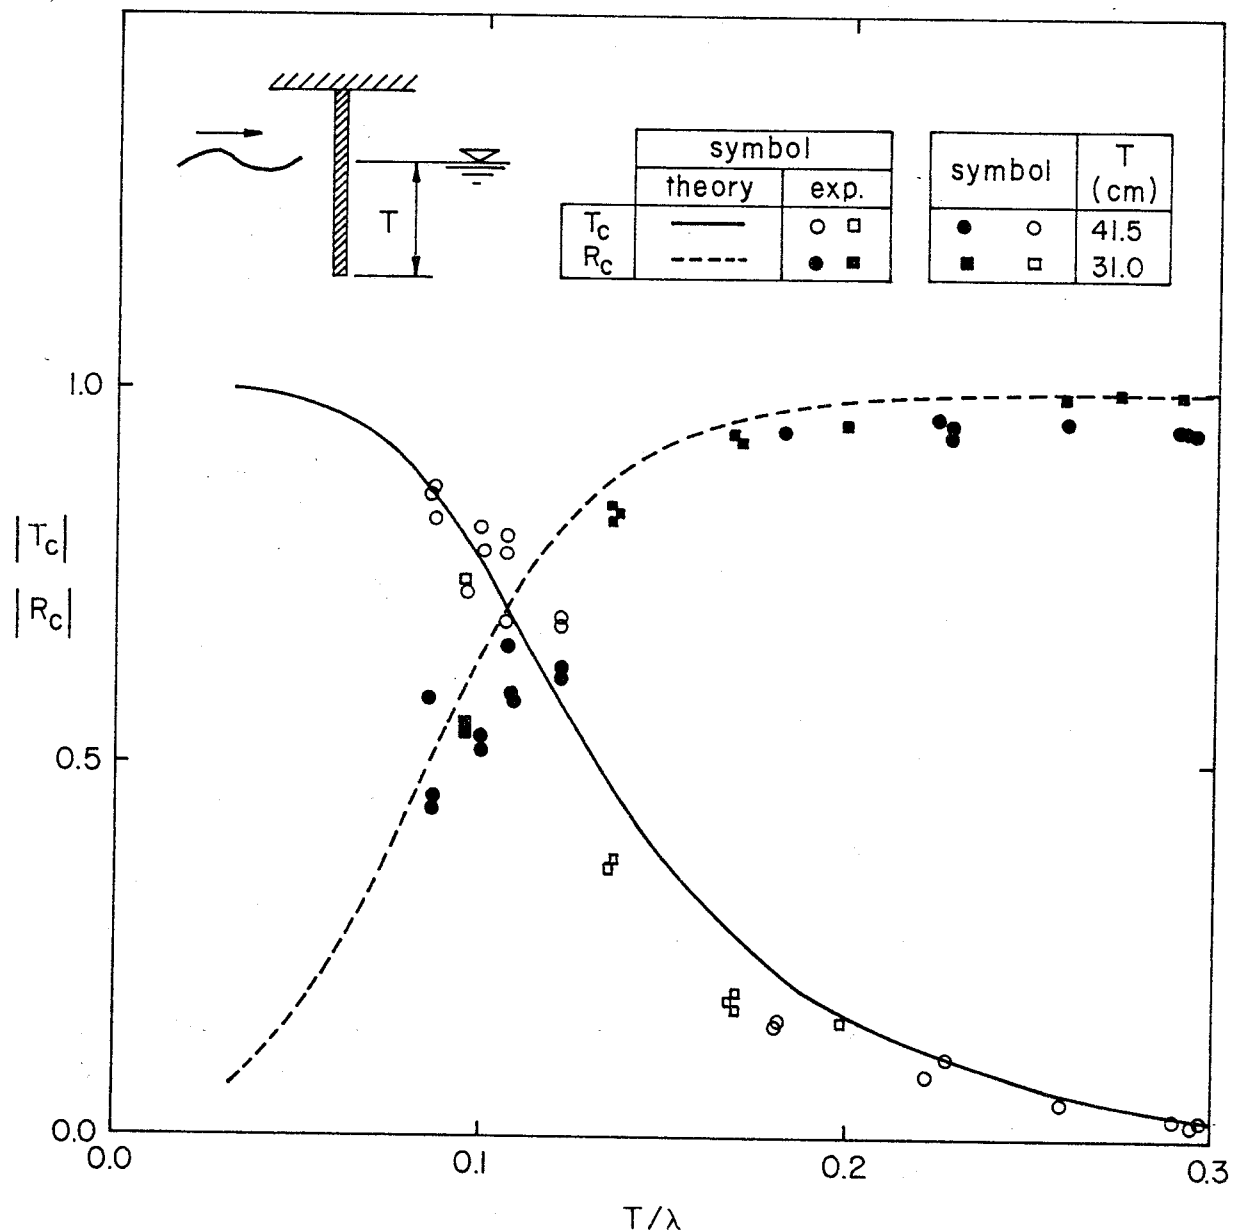 symbol
theory exp.
T_c
R_c
symbol T (cm)
41.5
31.0
T
1.0
|T_c|
|R_c|
0.5
0.0
0.0 0.1 0.2 0.3
T/λ